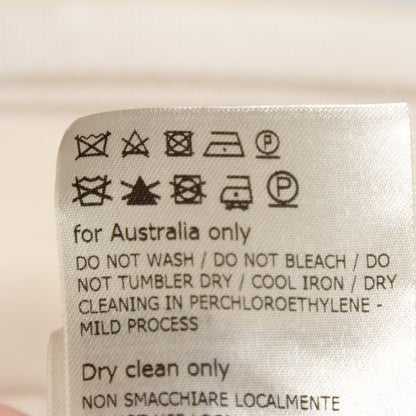 P
P
for Australia only
DO NOT WASH / DO NOT BLEACH / DO
NOT TUMBLER DRY / COOL IRON / DRY
CLEANING IN PERCHLOROETHYLENE -
MILD PROCESS
Dry clean only
NON SMACCHIARE LOCALMENTE